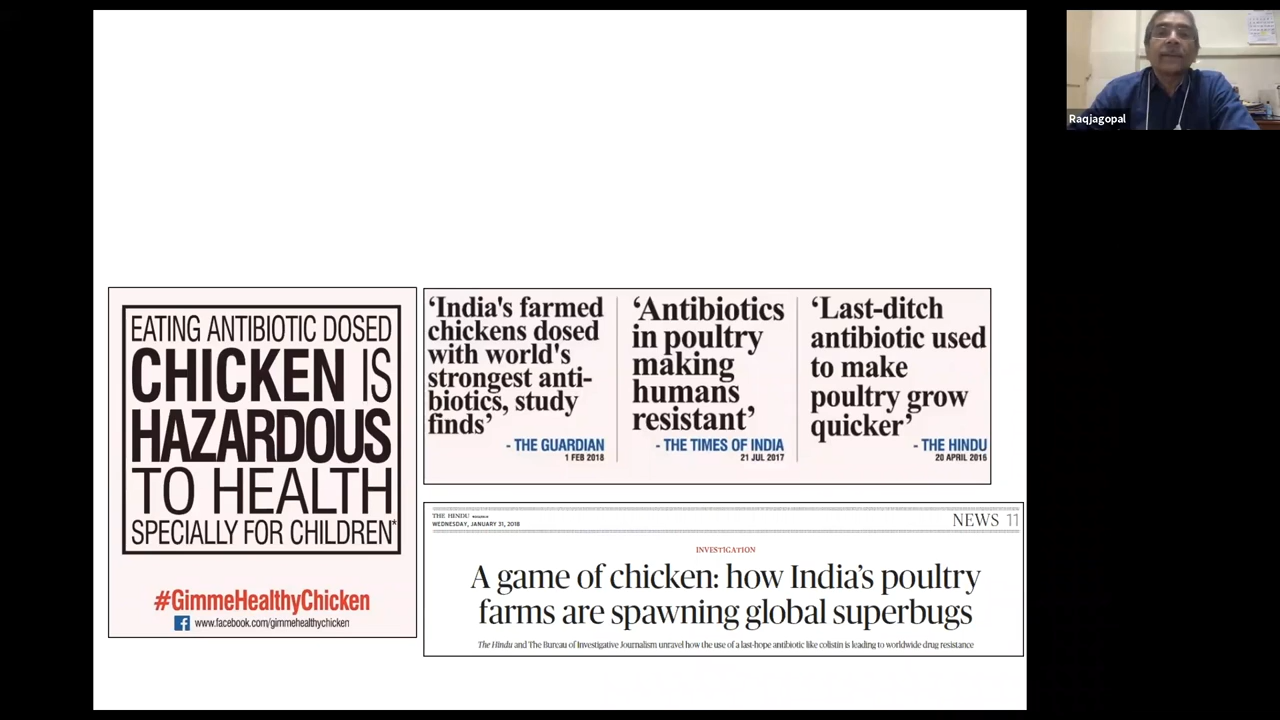 EATING ANTIBIOTIC DOSED
CHICKEN IS
HAZARDOUS
TO HEALTH
SPECIALLY FOR CHILDREN*
#GimmeHealthyChicken
www.facebook.com/gimmehealthychicken
‘India's farmed
chickens dosed
with world's
strongest anti-
biotics, study
finds’
- THE GUARDIAN
1 FEB 2018
‘Antibiotics
in poultry
making
humans
resistant’
- THE TIMES OF INDIA
21 JUL 2017
‘Last-ditch
antibiotic used
to make
poultry grow
quicker’
- THE HINDU
20 APRIL 2016
THE HINDU
WEDNESDAY, JANUARY 31, 2018
NEWS 11
INVESTIGATION
A game of chicken: how India’s poultry
farms are spawning global superbugs
The Hindu and The Bureau of Investigative Journalism unravel how the use of a last-hope antibiotic like colistin is leading to worldwide drug resistance
Raqjagopal